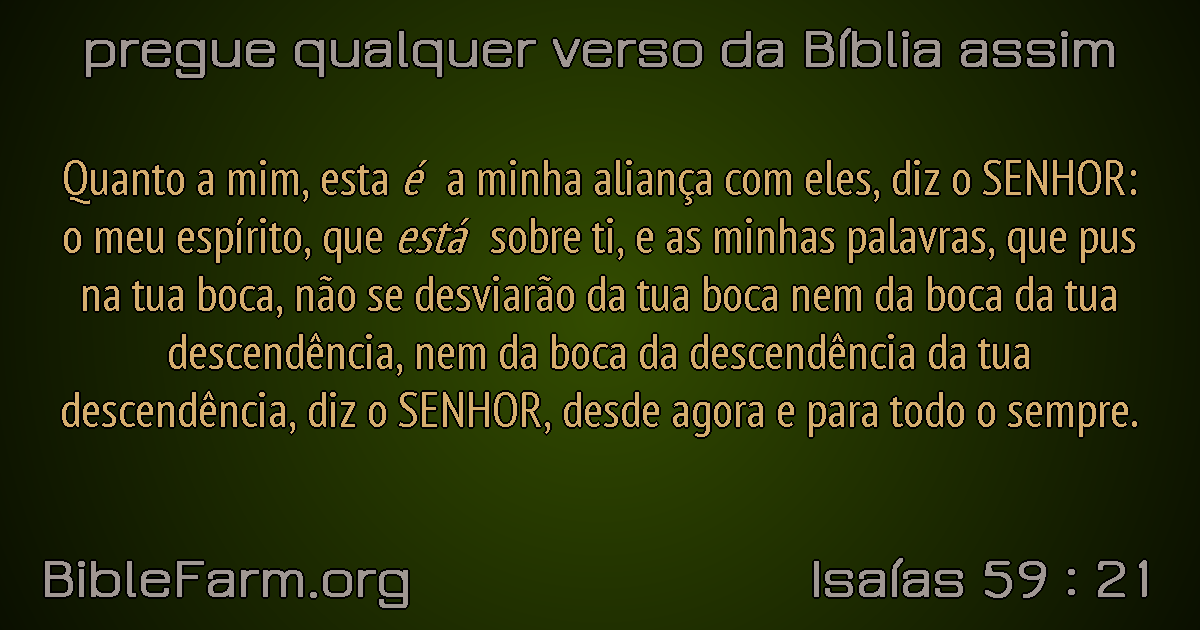 pregue qualquer verso da Bíblia assim
Quanto a mim, esta é a minha aliança com eles, diz o SENHOR:
o meu espírito, que está sobre ti, e as minhas palavras, que pus
na tua boca, não se desviarão da tua boca nem da boca da tua
descendência, nem da boca da descendência da tua
descendência, diz o SENHOR, desde agora e para todo o sempre.
BibleFarm.org
Isaías 59 : 21